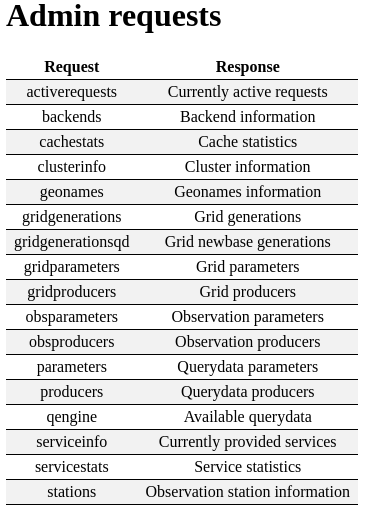 Admin requests
Request Response
activerequests Currently active requests
backends Backend information
cachestats Cache statistics
clusterinfo Cluster information
geonames Geonames information
gridgenerations Grid generations
gridgenerationsqd Grid newbase generations
gridparameters Grid parameters
gridproducers Grid producers
obsparameters Observation parameters
obsproducers Observation producers
parameters Querydata parameters
producers Querydata producers
qengine Available querydata
serviceinfo Currently provided services
servicestats Service statistics
stations Observation station information